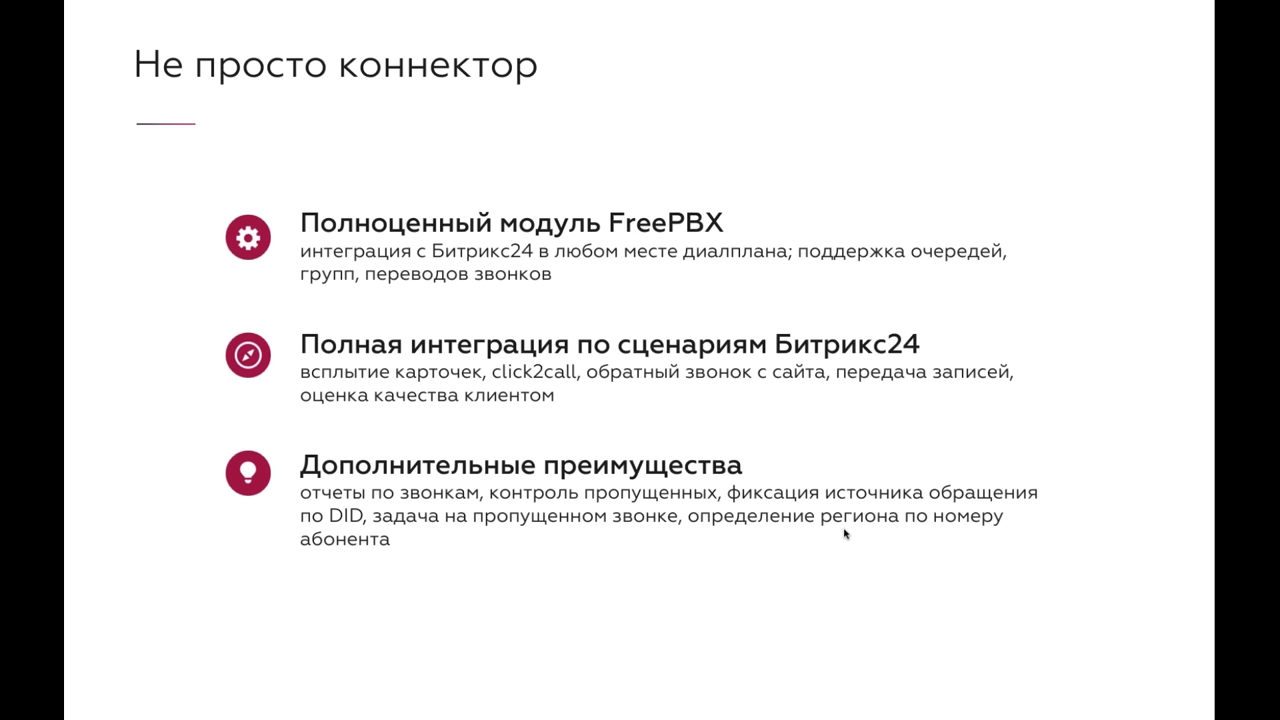 Не просто коннектор
Полноценный модуль FreePBX
интеграция с Битрикс24 в любом месте диалплана; поддержка очередей,
групп, переводов звонков
Полная интеграция по сценариям Битрикс24
всплытие карточек, click2call, обратный звонок с сайта, передача записей,
оценка качества клиентом
Дополнительные преимущества
отчеты по звонкам, контроль пропущенных, фиксация источника обращения
по DID, задача на пропущенном звонке, определение региона по номеру
абонента